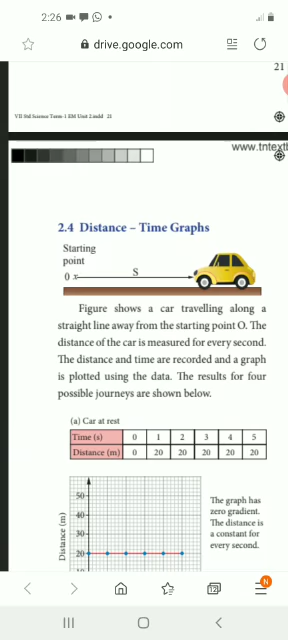 2:26
drive.google.com
21
VII Std Science Term-1 EM Unit 2.indd 21
www.tntextb
2.4 Distance – Time Graphs
Starting
point
0 x
S
Figure shows a car travelling along a
straight line away from the starting point O. The
distance of the car is measured for every second.
The distance and time are recorded and a graph
is plotted using the data. The results for four
possible journeys are shown below.
(a) Car at rest
Time (s) 0 1 2 3 4 5
Distance (m) 0 20 20 20 20 20
50
40
30
20
10
Distance (m)
The graph has
zero gradient.
The distance is
a constant for
every second.
12
N